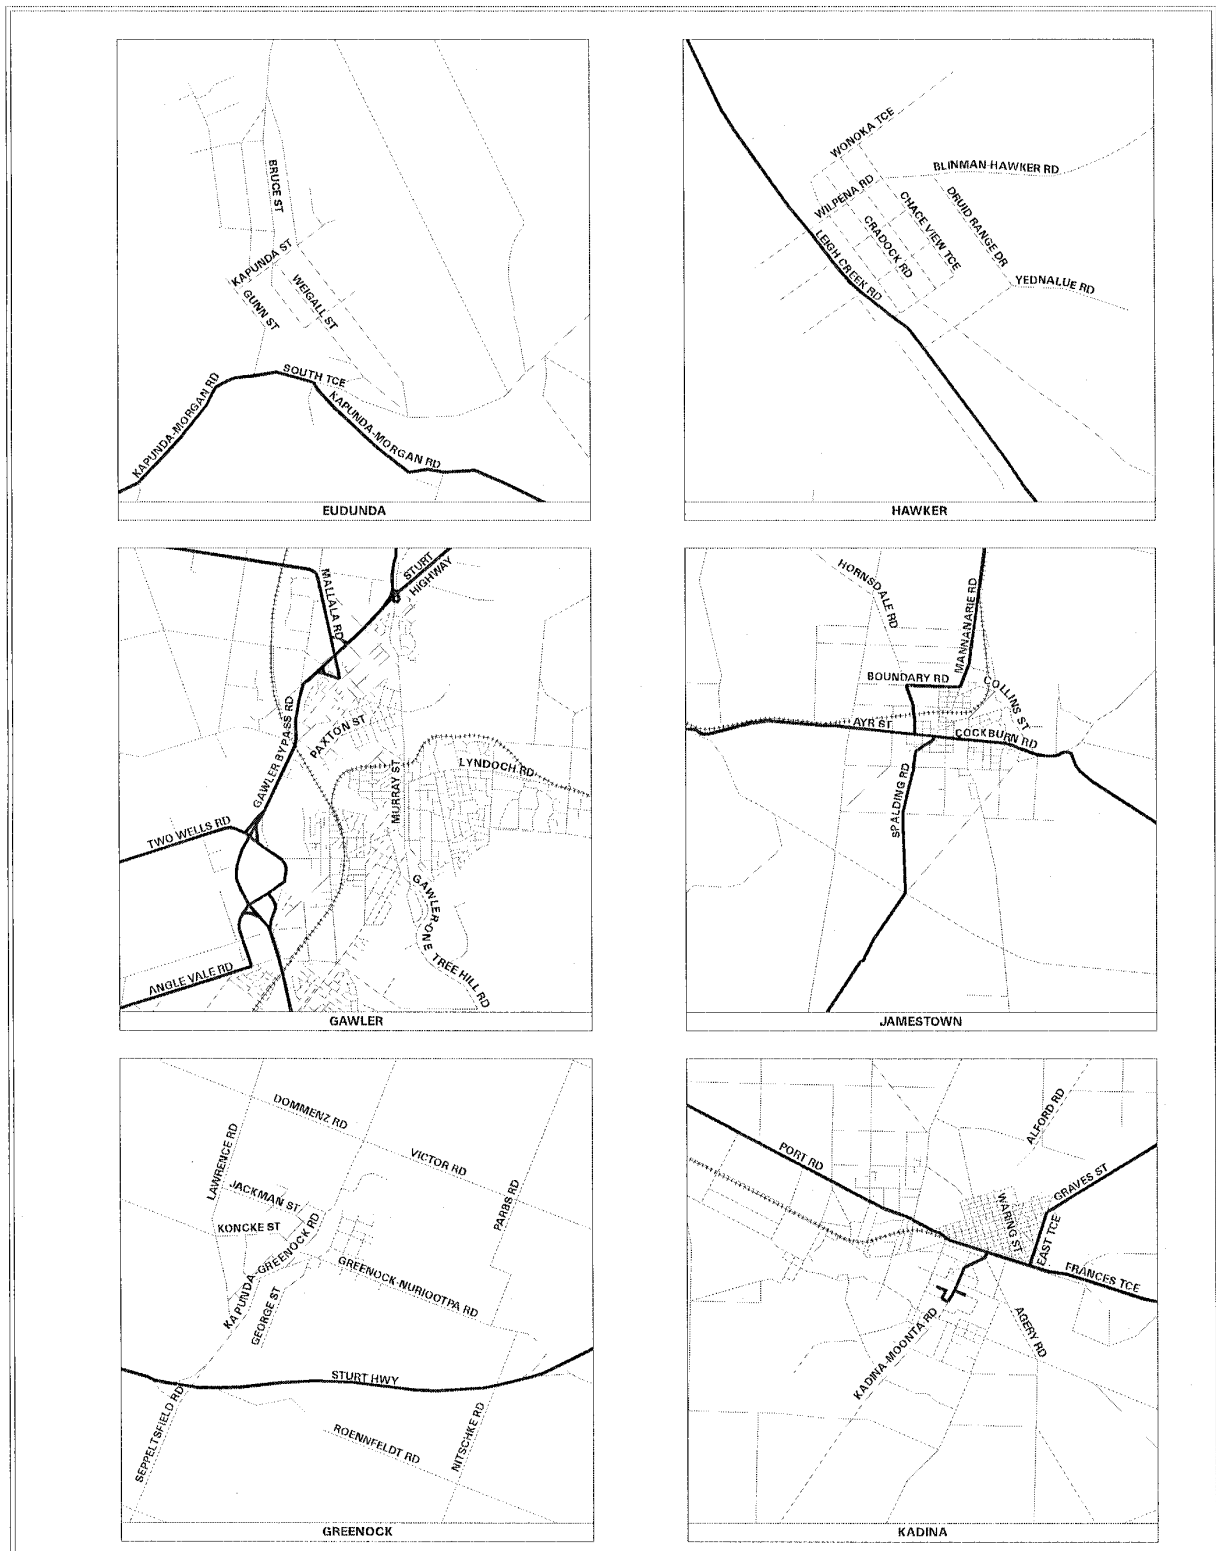 BRUCE ST
KAPUNDA ST
GUNN ST
WEIGALL ST
SOUTH TCE
KAPUNDA-MORGAN RD
KAPUNDA-MORGAN RD
EUDUNDA
WONOKA TCE
BLINMAN-HAWKER RD
WILPENA RD
CHACE VIEW TCE
DRUID RANGE DR
CRADOCK RD
LEIGH CREEK RD
YEDNALUE RD
HAWKER
STURT
HIGHWAY
MALLALA RD
GAWLER BYPASS RD
PAXTON ST
LYNDOCH RD
MURRAY ST
TWO WELLS RD
GAWLER-ONE TREE HILL RD
ANGLE VALE RD
GAWLER
HORNSDALE RD
MANNANARIE RD
BOUNDARY RD
COLLINS ST
AYR ST
COCKBURN RD
SPALDING RD
JAMESTOWN
DOMMENZ RD
LAWRENCE RD
VICTOR RD
JACKMAN ST
PARBS RD
KONCKE ST
KAPUNDA-GREENOCK RD
GREENOCK-NURIOOTPA RD
GEORGE ST
STURT HWY
SEPPELTSFIELD RD
ROENNFELDT RD
NITSCHKE RD
GREENOCK
ALFORD RD
PORT RD
GRAVES ST
WARING ST
EAST TCE
FRANCES TCE
AGERY RD
KADINA-MOONTA RD
KADINA